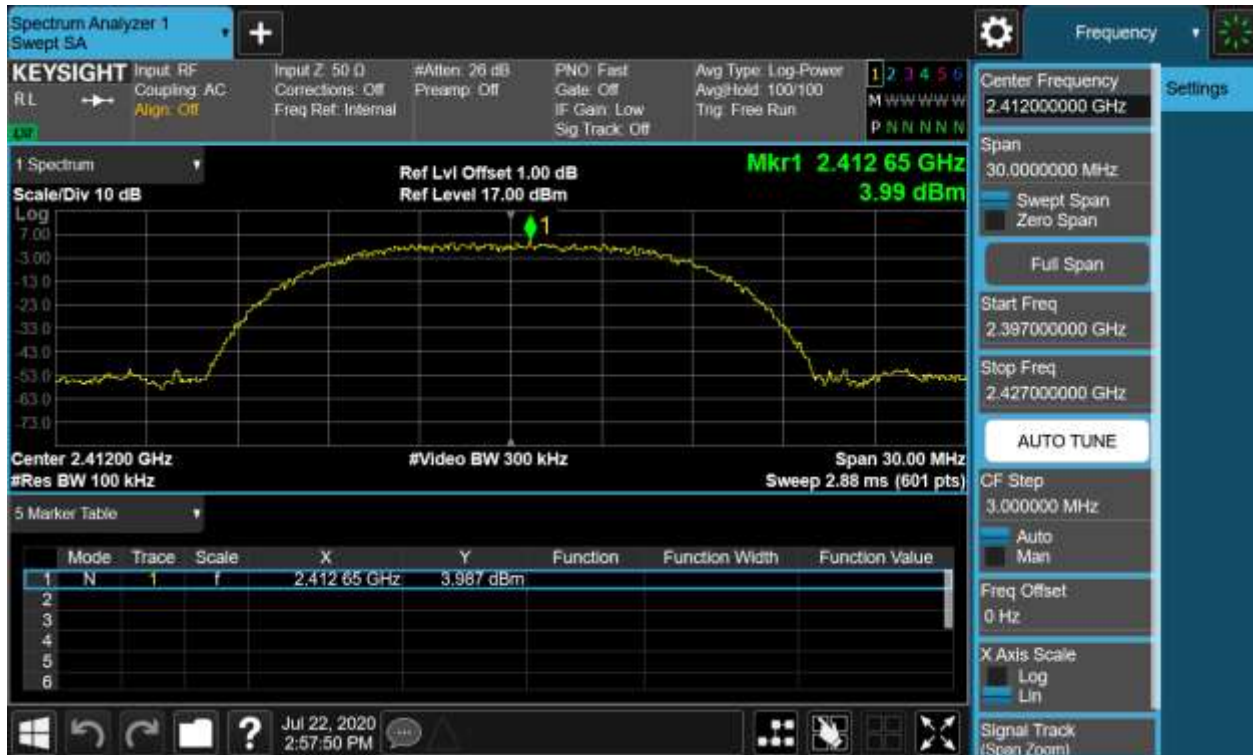 Spectrum Analyzer 1
Swept SA
+
Frequency
KEYSIGHT
RL
Input: RF
Coupling: AC
Align: Off
Input Z: 50 Ω
Corrections: Off
Freq Ref: Internal
#Atten: 26 dB
Preamp: Off
PNO: Fast
Gate: Off
IF Gain: Low
Sig Track: Off
Avg Type: Log-Power
Avg|Hold: 100/100
Trig: Free Run
1 2 3 4 5 6
M W W W W W
P N N N N N
1 Spectrum
Scale/Div 10 dB
Log
Ref Lvl Offset 1.00 dB
Ref Level 17.00 dBm
Mkr1 2.412 65 GHz
3.99 dBm
1
7.00
-3.00
-13.0
-23.0
-33.0
-43.0
-53.0
-63.0
-73.0
Center 2.41200 GHz
#Res BW 100 kHz
#Video BW 300 kHz
Span 30.00 MHz
Sweep 2.88 ms (601 pts)
5 Marker Table
Mode Trace Scale X Y Function Function Width Function Value
1 N 1 f 2.412 65 GHz 3.987 dBm
2
3
4
5
6
Jul 22, 2020
2:57:50 PM
Center Frequency
2.412000000 GHz
Settings
Span
30.0000000 MHz
Swept Span
Zero Span
Full Span
Start Freq
2.397000000 GHz
Stop Freq
2.427000000 GHz
AUTO TUNE
CF Step
3.000000 MHz
Auto
Man
Freq Offset
0 Hz
X Axis Scale
Log
Lin
Signal Track
(Span Zoom)